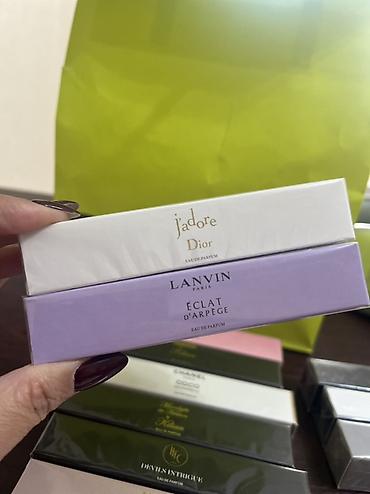 j'adore
Dior
EAU DE PARFUM
LANVIN
PARIS
ÉCLAT
D'ARPÈGE
EAU DE PARFUM
CHANEL
COCO
DEVILS INTRIGUE
EAU DE PARFUM